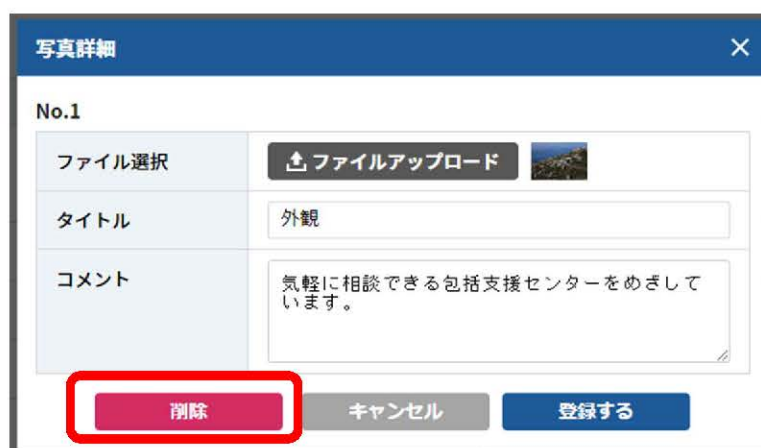 写真詳細
No.1
ファイル選択 ファイルアップロード
タイトル 外観
コメント 気軽に相談できる包括支援センターをめざして
います。
削除 キャンセル 登録する